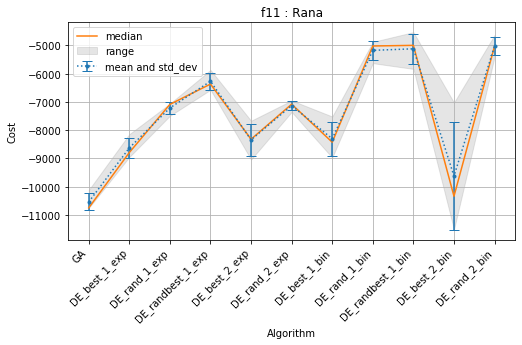 f11 : Rana
median
range
mean and std_dev
Cost
−5000
−6000
−7000
−8000
−9000
−10000
−11000
GA
DE_best_1_exp
DE_rand_1_exp
DE_randbest_1_exp
DE_best_2_exp
DE_rand_2_exp
DE_best_1_bin
DE_rand_1_bin
DE_randbest_1_bin
DE_best_2_bin
DE_rand_2_bin
Algorithm